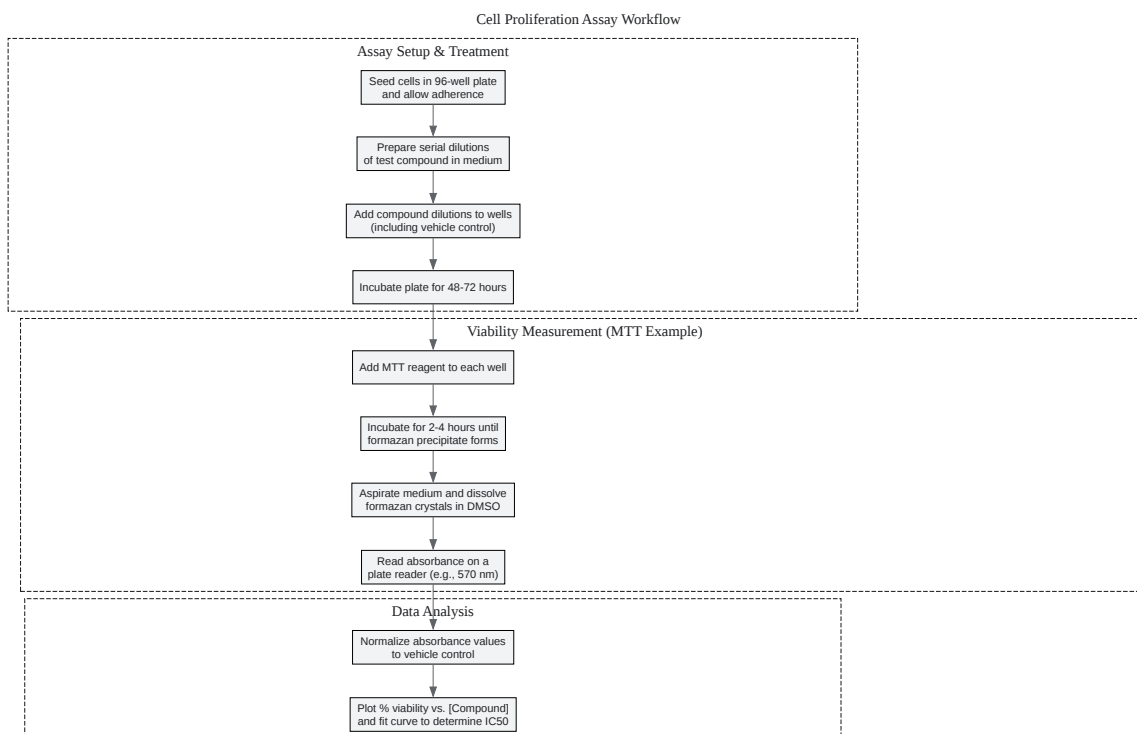 Cell Proliferation Assay Workflow
Assay Setup & Treatment
Seed cells in 96-well plate
and allow adherence
Prepare serial dilutions
of test compound in medium
Add compound dilutions to wells
(including vehicle control)
Incubate plate for 48-72 hours
Viability Measurement (MTT Example)
Add MTT reagent to each well
Incubate for 2-4 hours until
formazan precipitate forms
Aspirate medium and dissolve
formazan crystals in DMSO
Read absorbance on a
plate reader (e.g., 570 nm)
Data Analysis
Normalize absorbance values
to vehicle control
Plot % viability vs. [Compound]
and fit curve to determine IC50